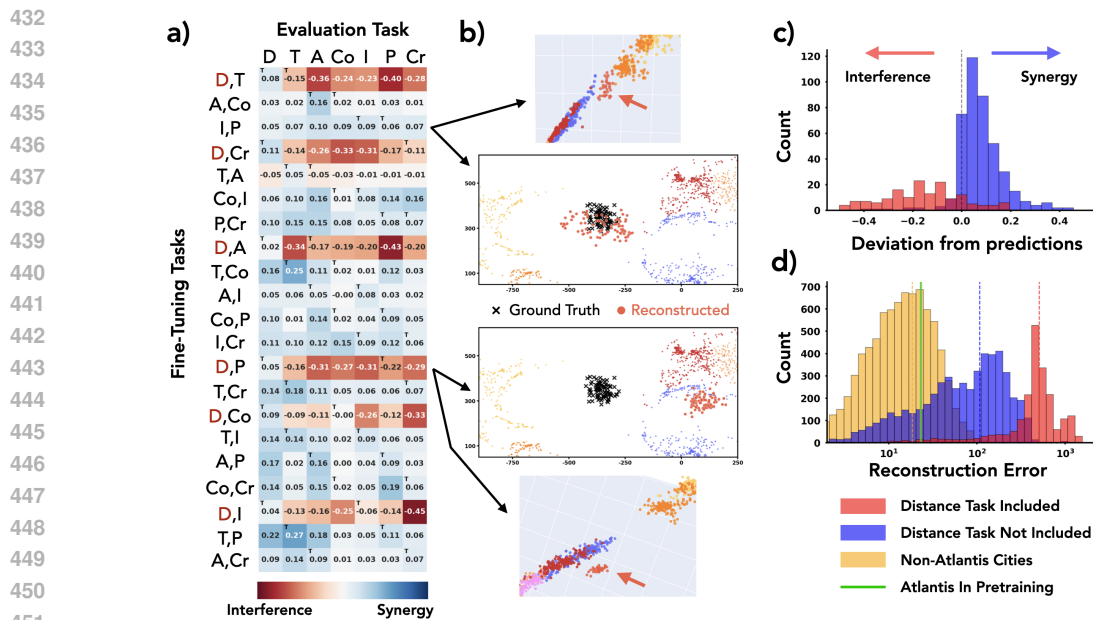 432
433
434
435
436
437
438
439
440
441
442
443
444
445
446
447
448
449
450
a)
Evaluation Task
D T A Co I P Cr
Fine-Tuning Tasks
D,T T 0.08 T -0.15 -0.36 -0.24 -0.23 -0.40 -0.28
A,Co 0.03 0.02 T 0.16 T 0.02 0.01 0.03 0.01
I,P 0.05 0.07 0.10 0.09 T 0.09 T 0.06 0.07
D,Cr T 0.11 -0.14 -0.26 -0.33 -0.31 -0.17 T -0.11
T,A -0.05 T 0.05 T -0.05 -0.03 -0.01 -0.01 -0.01
Co,I 0.06 0.10 0.16 T 0.01 T 0.08 0.14 0.16
P,Cr 0.10 0.15 0.15 0.08 0.05 T 0.08 T 0.07
D,A T 0.02 -0.34 T -0.17 -0.19 -0.20 -0.43 -0.20
T,Co 0.16 T 0.25 0.11 T 0.02 0.01 0.12 0.03
A,I 0.05 0.06 T 0.05 -0.00 T 0.08 0.03 0.02
Co,P 0.10 0.01 0.14 T 0.02 0.04 T 0.09 0.05
I,Cr 0.11 0.10 0.12 0.15 T 0.09 0.12 T 0.06
D,P T 0.05 -0.16 -0.31 -0.27 -0.31 T -0.22 -0.29
T,Cr 0.14 T 0.18 0.11 0.05 0.06 0.06 T 0.07
D,Co T 0.09 -0.09 -0.11 T -0.00 -0.26 -0.12 -0.33
T,I 0.14 T 0.14 0.10 0.02 T 0.09 0.06 0.05
A,P 0.17 0.02 T 0.16 0.00 0.04 T 0.09 0.03
Co,Cr 0.14 0.05 0.15 T 0.02 0.07 0.19 T 0.06
D,I T 0.04 -0.13 -0.16 -0.25 T -0.06 -0.14 -0.45
T,P 0.22 T 0.27 0.18 0.03 0.05 T 0.11 0.06
A,Cr 0.09 0.14 T 0.09 0.01 0.03 0.03 T 0.07
Interference Synergy
b)
500
300
100
-750 -500 -250 0 250
Ground Truth Reconstructed
500
300
100
-750 -500 -250 0 250
c)
Interference Synergy
Count
120
100
80
60
40
20
0
-0.4 -0.2 0.0 0.2 0.4
Deviation from predictions
d)
Count
700
600
500
400
300
200
100
0
10¹ 10² 10³
Reconstruction Error
Distance Task Included
Distance Task Not Included
Non-Atlantis Cities
Atlantis In Pretraining